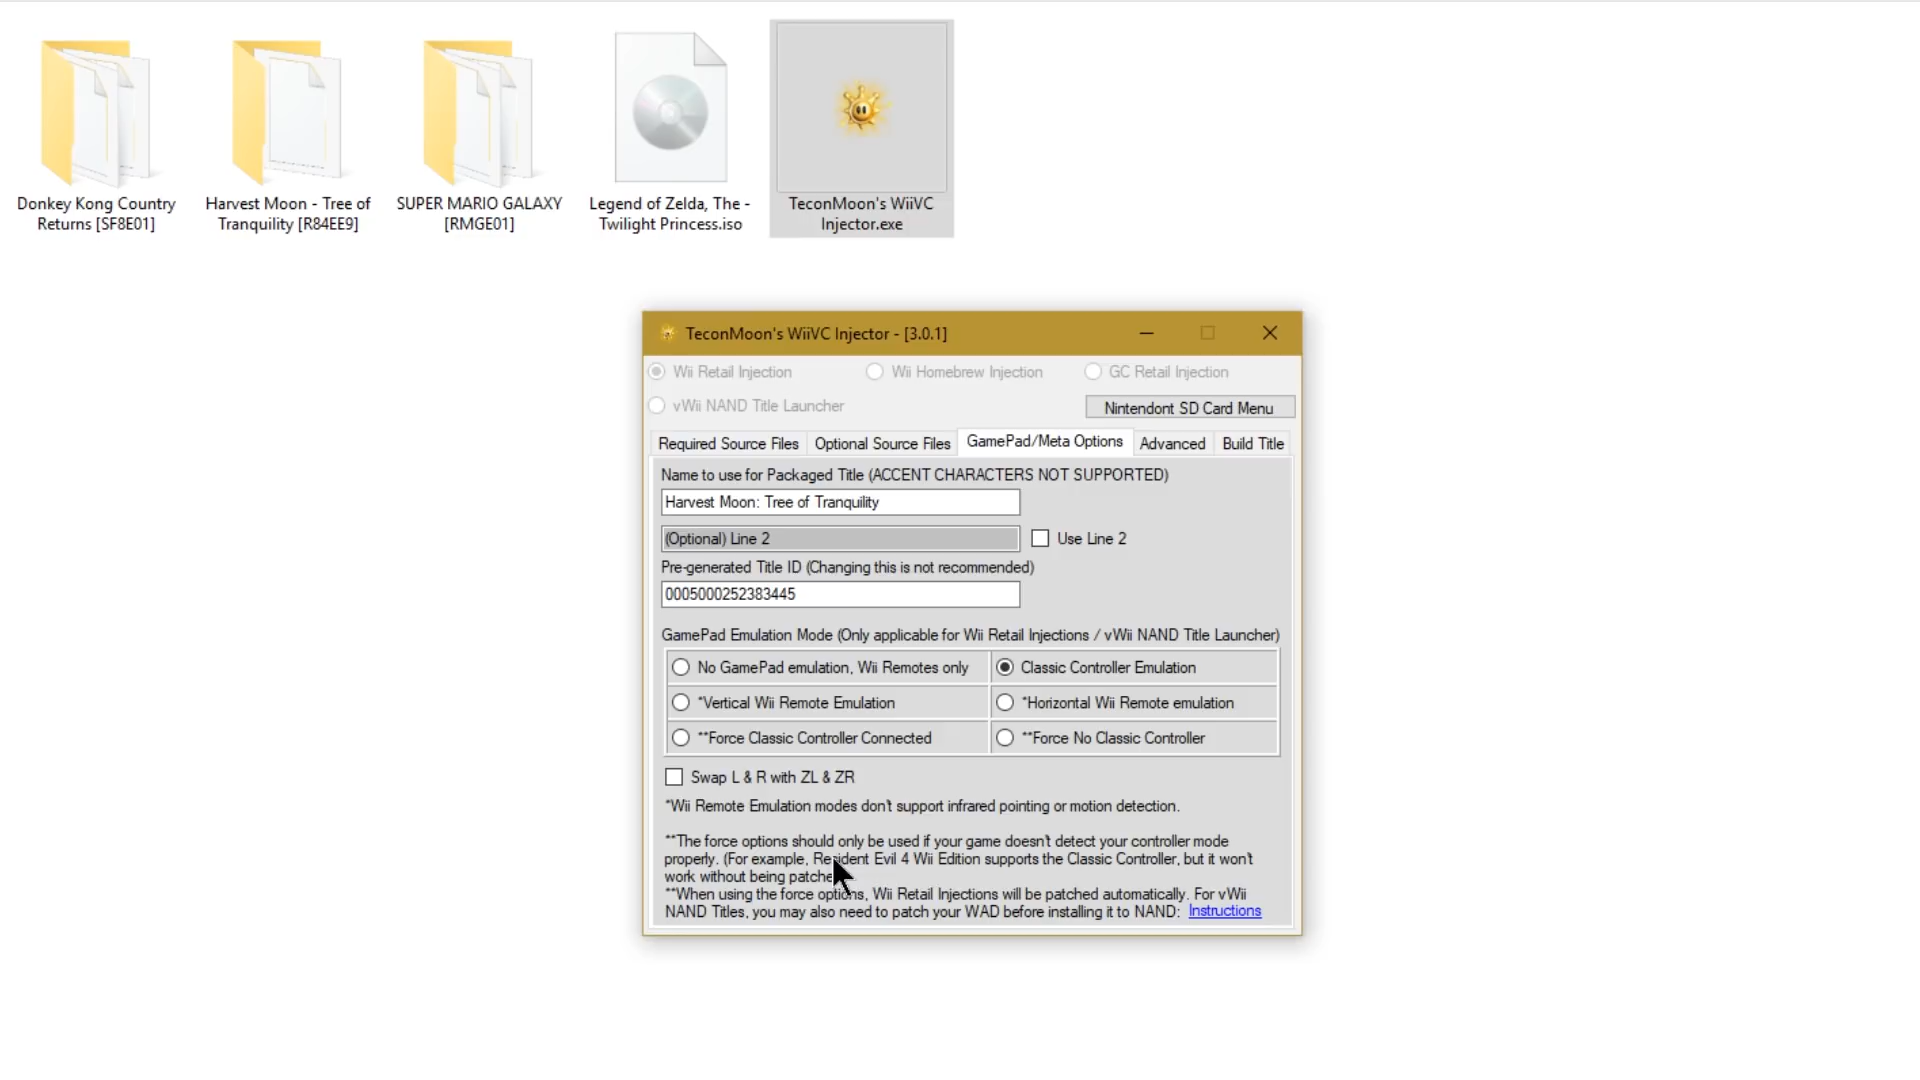 Donkey Kong Country
Returns [SF8E01]
Harvest Moon - Tree of
Tranquility [R84EE9]
SUPER MARIO GALAXY
[RMGE01]
Legend of Zelda, The -
Twilight Princess.iso
TeconMoon's WiiVC
Injector.exe
TeconMoon's WiiVC Injector - [3.0.1]
Wii Retail Injection
Wii Homebrew Injection
GC Retail Injection
vWii NAND Title Launcher
Nintendont SD Card Menu
Required Source Files
Optional Source Files
GamePad/Meta Options
Advanced
Build Title
Name to use for Packaged Title (ACCENT CHARACTERS NOT SUPPORTED)
Harvest Moon: Tree of Tranquility
(Optional) Line 2
Use Line 2
Pre-generated Title ID (Changing this is not recommended)
0005000252383445
GamePad Emulation Mode (Only applicable for Wii Retail Injections / vWii NAND Title Launcher)
No GamePad emulation, Wii Remotes only
Classic Controller Emulation
*Vertical Wii Remote Emulation
*Horizontal Wii Remote emulation
**Force Classic Controller Connected
**Force No Classic Controller
Swap L & R with ZL & ZR
*Wii Remote Emulation modes don't support infrared pointing or motion detection.
**The force options should only be used if your game doesn't detect your controller mode
properly. (For example, Resident Evil 4 Wii Edition supports the Classic Controller, but it won't
work without being patche
**When using the force options, Wii Retail Injections will be patched automatically. For vWii
NAND Titles, you may also need to patch your WAD before installing it to NAND: Instructions